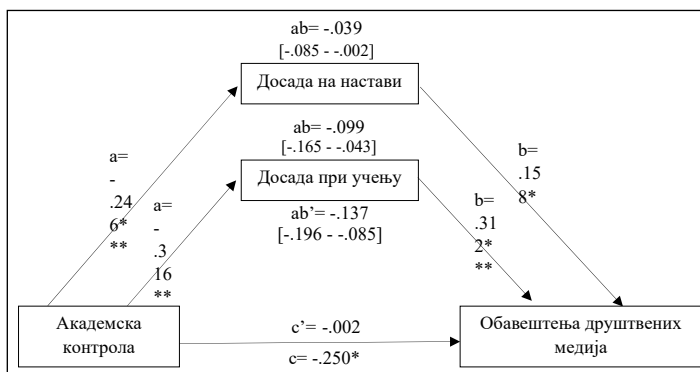 ab= -.039
[-.085 - -.002]
Досада на настави
ab= -.099
[-.165 - -.043]
Досада при учењу
ab’= -.137
[-.196 - -.085]
a=
-
.24
6*
**
a=
-
.3
16
**
b=
.15
8*
b=
.31
2*
**
Академска
контрола
c’= -.002
c= -.250*
Обавештења друштвених
медија